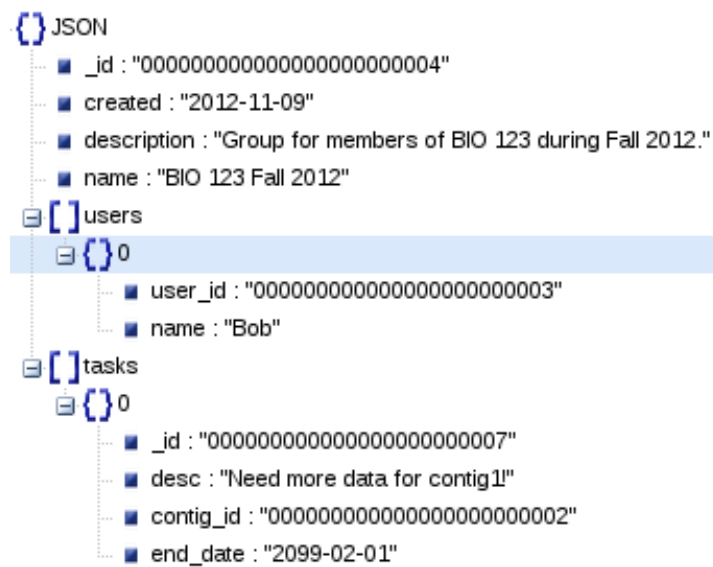 {} JSON
_id : "000000000000000000000004"
created : "2012-11-09"
description : "Group for members of BIO 123 during Fall 2012."
name : "BIO 123 Fall 2012"
[ ] users
{} 0
user_id : "000000000000000000000003"
name : "Bob"
[ ] tasks
{} 0
_id : "000000000000000000000007"
desc : "Need more data for contig1!"
contig_id : "000000000000000000000002"
end_date : "2099-02-01"